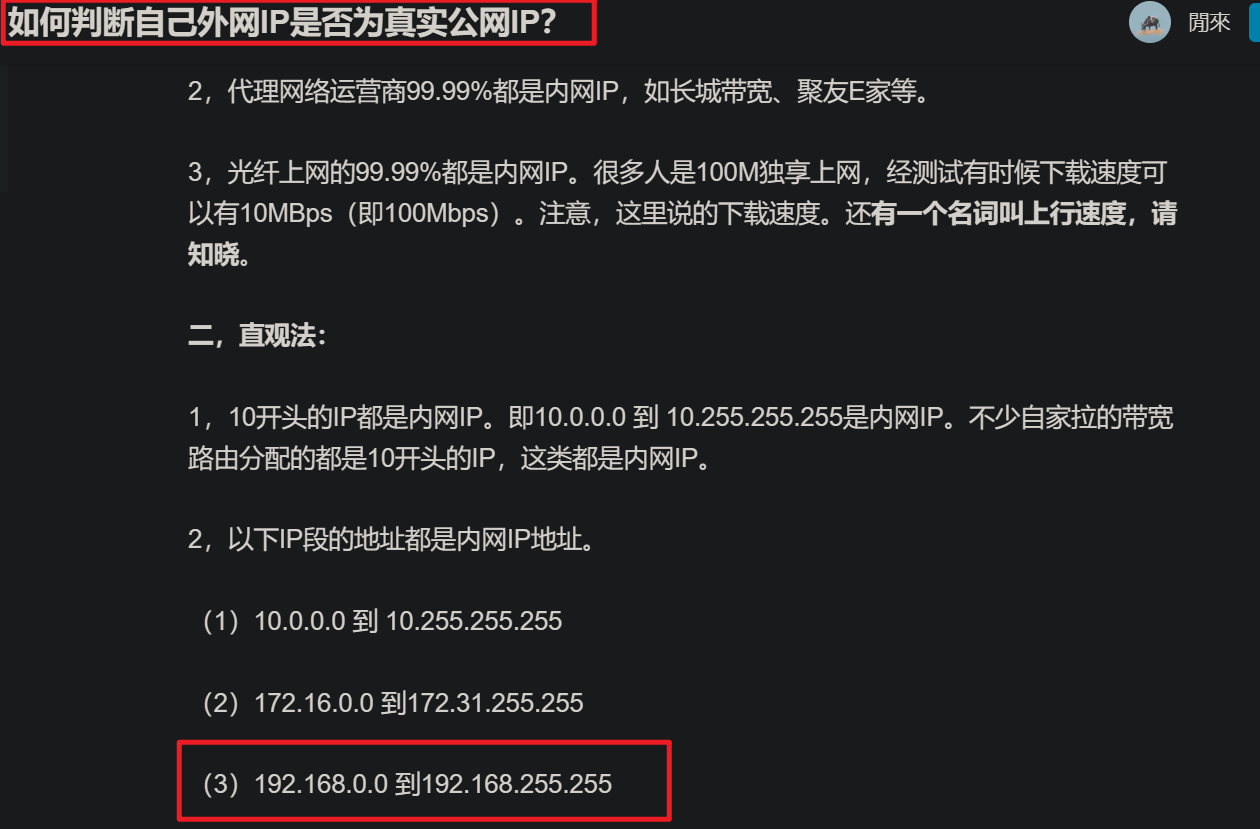 如何判断自己外网IP是否为真实公网IP？
閒來
2，代理网络运营商99.99%都是内网IP，如长城带宽、聚友E家等。
3，光纤上网的99.99%都是内网IP。很多人是100M独享上网，经测试有时候下载速度可
以有10MBps（即100Mbps）。注意，这里说的下载速度。还有一个名词叫上行速度，请
知晓。
二，直观法：
1，10开头的IP都是内网IP。即10.0.0.0 到 10.255.255.255是内网IP。不少自家拉的带宽
路由分配的都是10开头的IP，这类都是内网IP。
2，以下IP段的地址都是内网IP地址。
（1）10.0.0.0 到 10.255.255.255
（2）172.16.0.0 到172.31.255.255
（3）192.168.0.0 到192.168.255.255